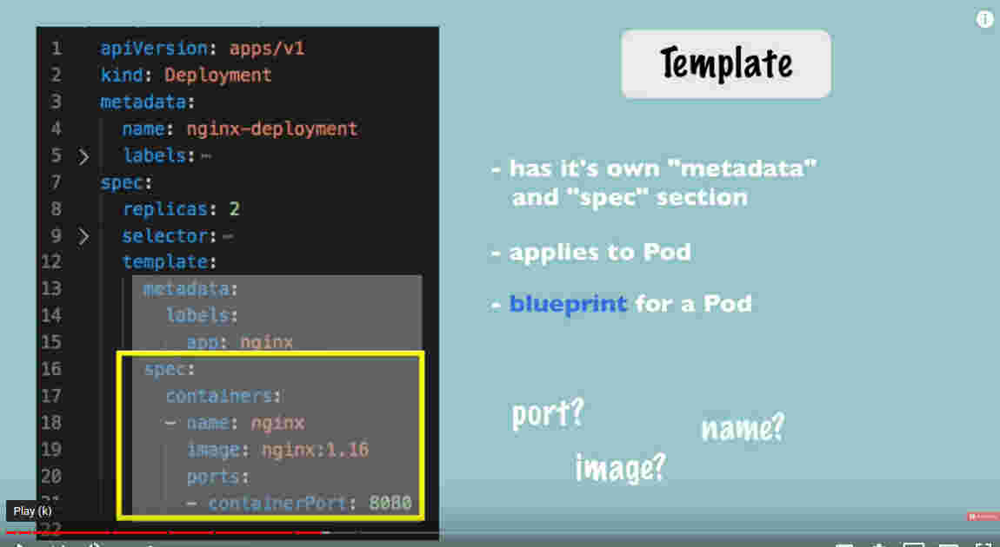 1 apiVersion: apps/v1
2 kind: Deployment
3 metadata:
4 name: nginx-deployment
5 > labels:⋯
7 spec:
8 replicas: 2
9 > selector:⋯
12 template:
13 metadata:
14 labels:
15 app: nginx
16 spec:
17 containers:
18 - name: nginx
19 image: nginx:1.16
20 ports:
21 - containerPort: 8080
22
Play (k)
Template
- has it's own "metadata"
and "spec" section
- applies to Pod
- blueprint for a Pod
port?
name?
image?